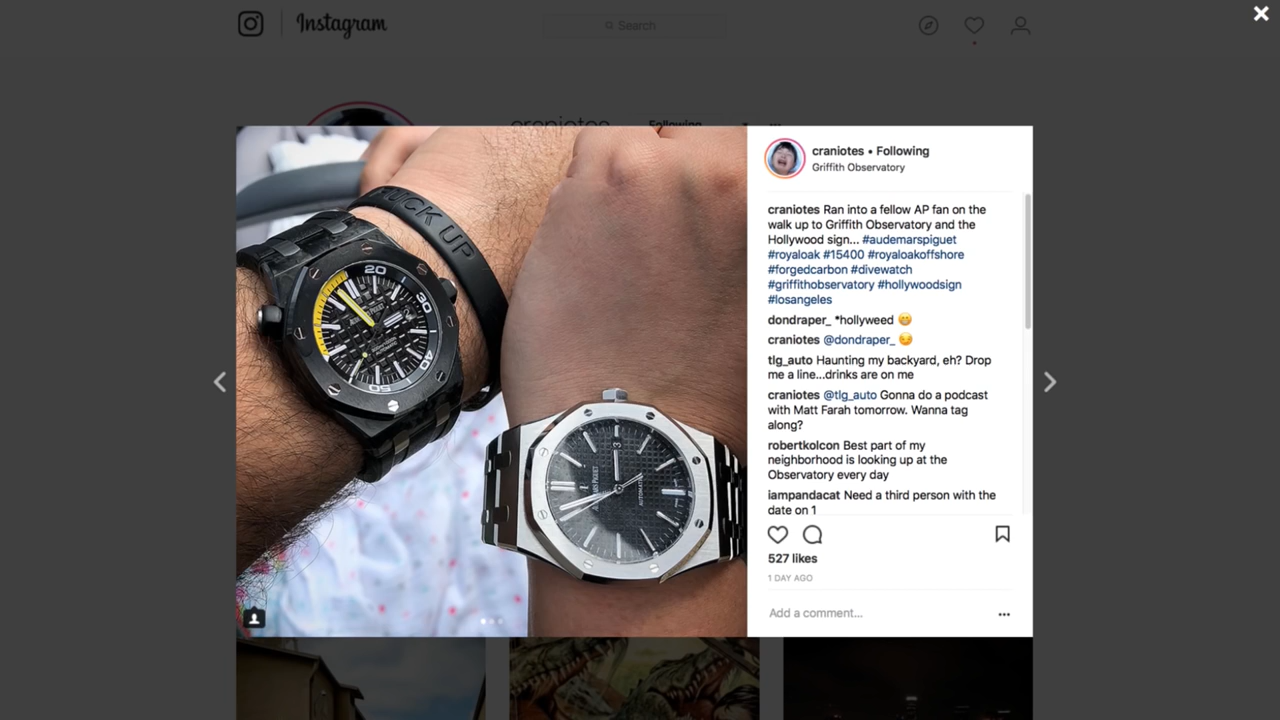 Instagram
Search
craniotes Following
craniotes • Following
Griffith Observatory
craniotes Ran into a fellow AP fan on the
walk up to Griffith Observatory and the
Hollywood sign... #audemarspiguet
#royaloak #15400 #royaloakoffshore
#forgedcarbon #divewatch
#griffithobservatory #hollywoodsign
#losangeles
dondraper_ *hollyweed 😁
craniotes @dondraper_ 😏
tlg_auto Haunting my backyard, eh? Drop
me a line...drinks are on me
craniotes @tlg_auto Gonna do a podcast
with Matt Farah tomorrow. Wanna tag
along?
robertkolcon Best part of my
neighborhood is looking up at the
Observatory every day
iampandacat Need a third person with the
date on 1
527 likes
1 DAY AGO
Add a comment...
UCK UP
20
30
40
50
3
AUDEMARS PIGUET
AUTOMATIC